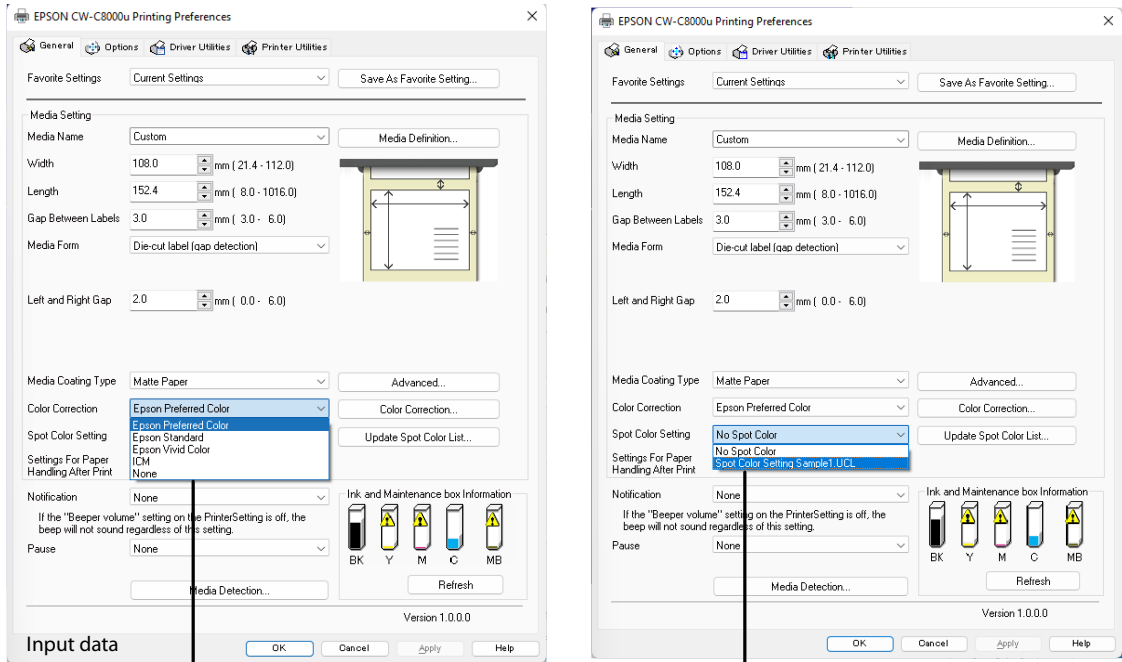 EPSON CW-C8000u Printing Preferences
General Options Driver Utilities Printer Utilities
Favorite Settings Current Settings Save As Favorite Setting...
Media Setting
Media Name Custom Media Definition...
Width 108.0 mm ( 21.4 - 112.0)
Length 152.4 mm ( 8.0 - 1016.0)
Gap Between Labels 3.0 mm ( 3.0 - 6.0)
Media Form Die-cut label (gap detection)
Left and Right Gap 2.0 mm ( 0.0 - 6.0)
Media Coating Type Matte Paper Advanced...
Color Correction Epson Preferred Color Color Correction...
Epson Preferred Color
Spot Color Setting Epson Standard Update Spot Color List...
Epson Vivid Color
Settings For Paper ICM
Handling After Print None
Notification None Ink and Maintenance box Information
If the "Beeper volume" setting on the PrinterSetting is off, the
beep will not sound regardless of this setting.
Pause None
BK Y M C MB
Refresh
Media Detection...
Version 1.0.0.0
Input data
OK Cancel Apply Help
EPSON CW-C8000u Printing Preferences
General Options Driver Utilities Printer Utilities
Favorite Settings Current Settings Save As Favorite Setting...
Media Setting
Media Name Custom Media Definition...
Width 108.0 mm ( 21.4 - 112.0)
Length 152.4 mm ( 8.0 - 1016.0)
Gap Between Labels 3.0 mm ( 3.0 - 6.0)
Media Form Die-cut label (gap detection)
Left and Right Gap 2.0 mm ( 0.0 - 6.0)
Media Coating Type Matte Paper Advanced...
Color Correction Epson Preferred Color Color Correction...
Spot Color Setting No Spot Color Update Spot Color List...
No Spot Color
Settings For Paper Spot Color Setting Sample1.UCL
Handling After Print
Notification None Ink and Maintenance box Information
If the "Beeper volume" setting on the PrinterSetting is off, the
beep will not sound regardless of this setting.
Pause None
BK Y M C MB
Refresh
Media Detection...
Version 1.0.0.0
OK Cancel Apply Help